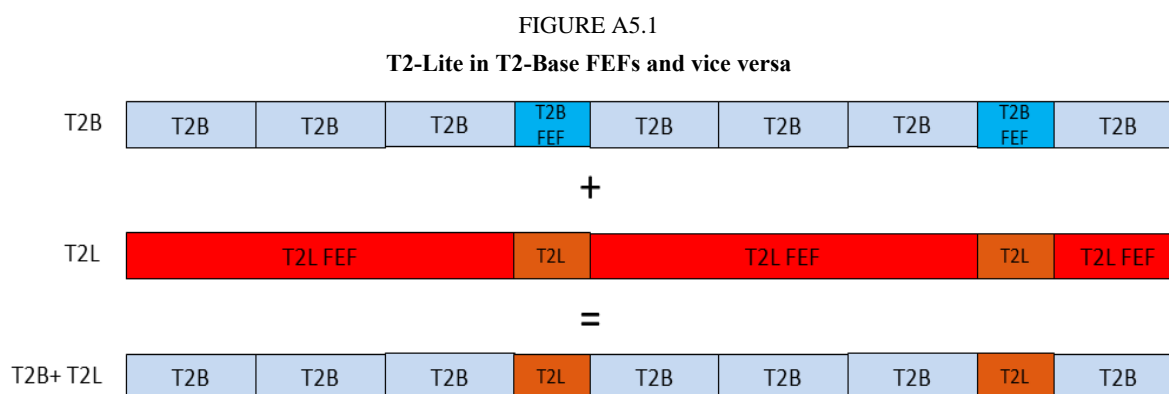 FIGURE A5.1
T2-Lite in T2-Base FEFs and vice versa
T2B T2B T2B T2B T2B FEF T2B T2B T2B T2B FEF T2B
+
T2L T2L FEF T2L T2L FEF T2L T2L FEF
=
T2B+ T2L T2B T2B T2B T2L T2B T2B T2B T2L T2B